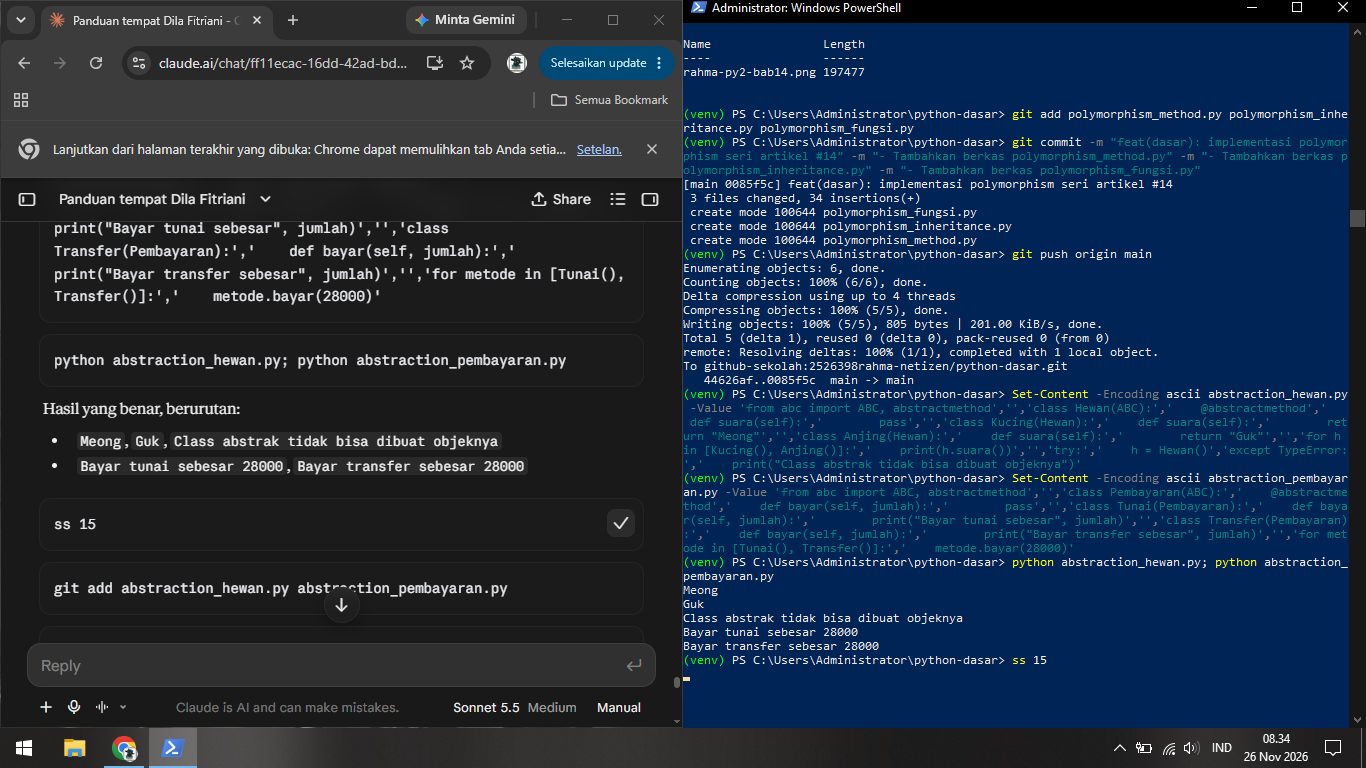 Panduan tempat Dila Fitriani - C
Minta Gemini
claude.ai/chat/ff11ecac-16dd-42ad-bd...
Selesaikan update
Semua Bookmark
Lanjutkan dari halaman terakhir yang dibuka: Chrome dapat memulihkan tab Anda setia... Setelan.
Panduan tempat Dila Fitriani
Share
print("Bayar tunai sebesar", jumlah)','','class
Transfer(Pembayaran):','    def bayar(self, jumlah):','
print("Bayar transfer sebesar", jumlah)','','for metode in [Tunai(),
Transfer()]:','    metode.bayar(28000)'
python abstraction_hewan.py; python abstraction_pembayaran.py
Hasil yang benar, berurutan:
• Meong, Guk, Class abstrak tidak bisa dibuat objeknya
• Bayar tunai sebesar 28000, Bayar transfer sebesar 28000
ss 15
git add abstraction_hewan.py abstraction_pembayaran.py
Reply
Claude is AI and can make mistakes.
Sonnet 5.5 Medium
Manual
Administrator: Windows PowerShell
Name                Length
----                ------
rahma-py2-bab14.png 197477
(venv) PS C:\Users\Administrator\python-dasar> git add polymorphism_method.py polymorphism_inhe
ritance.py polymorphism_fungsi.py
(venv) PS C:\Users\Administrator\python-dasar> git commit -m "feat(dasar): implementasi polymor
phism seri artikel #14" -m "- Tambahkan berkas polymorphism_method.py" -m "- Tambahkan berkas p
olymorphism_inheritance.py" -m "- Tambahkan berkas polymorphism_fungsi.py"
[main 0085f5c] feat(dasar): implementasi polymorphism seri artikel #14
 3 files changed, 34 insertions(+)
 create mode 100644 polymorphism_fungsi.py
 create mode 100644 polymorphism_inheritance.py
 create mode 100644 polymorphism_method.py
(venv) PS C:\Users\Administrator\python-dasar> git push origin main
Enumerating objects: 6, done.
Counting objects: 100% (6/6), done.
Delta compression using up to 4 threads
Compressing objects: 100% (5/5), done.
Writing objects: 100% (5/5), 805 bytes | 201.00 KiB/s, done.
Total 5 (delta 1), reused 0 (delta 0), pack-reused 0 (from 0)
remote: Resolving deltas: 100% (1/1), completed with 1 local object.
To github-sekolah:2526398rahma-netizen/python-dasar.git
   44626af..0085f5c  main -> main
(venv) PS C:\Users\Administrator\python-dasar> Set-Content -Encoding ascii abstraction_hewan.py
 -Value 'from abc import ABC, abstractmethod','','class Hewan(ABC):','    @abstractmethod','
 def suara(self):','        pass','','class Kucing(Hewan):','    def suara(self):','        ret
urn "Meong"','','class Anjing(Hewan):','    def suara(self):','        return "Guk"','','for h
in [Kucing(), Anjing()]:','    print(h.suara())','','try:','    h = Hewan()','except TypeError:
','    print("Class abstrak tidak bisa dibuat objeknya")'
(venv) PS C:\Users\Administrator\python-dasar> Set-Content -Encoding ascii abstraction_pembayar
an.py -Value 'from abc import ABC, abstractmethod','','class Pembayaran(ABC):','    @abstractme
thod','    def bayar(self, jumlah):','        pass','','class Tunai(Pembayaran):','    def baya
r(self, jumlah):','        print("Bayar tunai sebesar", jumlah)','','class Transfer(Pembayaran)
:','    def bayar(self, jumlah):','        print("Bayar transfer sebesar", jumlah)','','for met
ode in [Tunai(), Transfer()]:','    metode.bayar(28000)'
(venv) PS C:\Users\Administrator\python-dasar> python abstraction_hewan.py; python abstraction_
pembayaran.py
Meong
Guk
Class abstrak tidak bisa dibuat objeknya
Bayar tunai sebesar 28000
Bayar transfer sebesar 28000
(venv) PS C:\Users\Administrator\python-dasar> ss 15
IND
08.34
26 Nov 2026